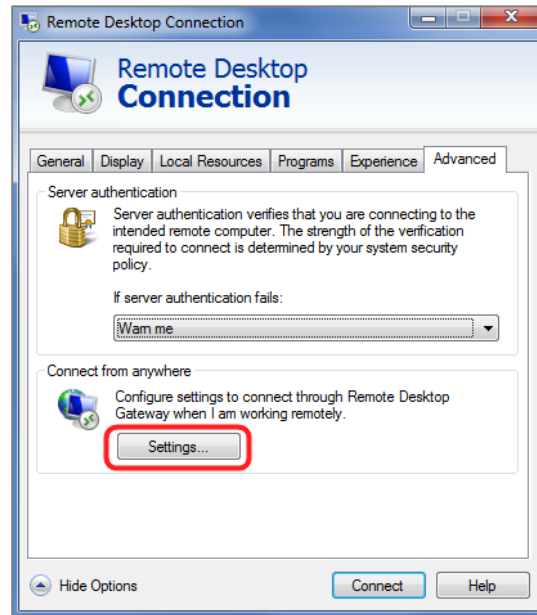 Remote Desktop Connection
Remote Desktop
Connection
General Display Local Resources Programs Experience Advanced
Server authentication
Server authentication verifies that you are connecting to the
intended remote computer. The strength of the verification
required to connect is determined by your system security
policy.
If server authentication fails:
Warn me
Connect from anywhere
Configure settings to connect through Remote Desktop
Gateway when I am working remotely.
Settings...
Hide Options Connect Help